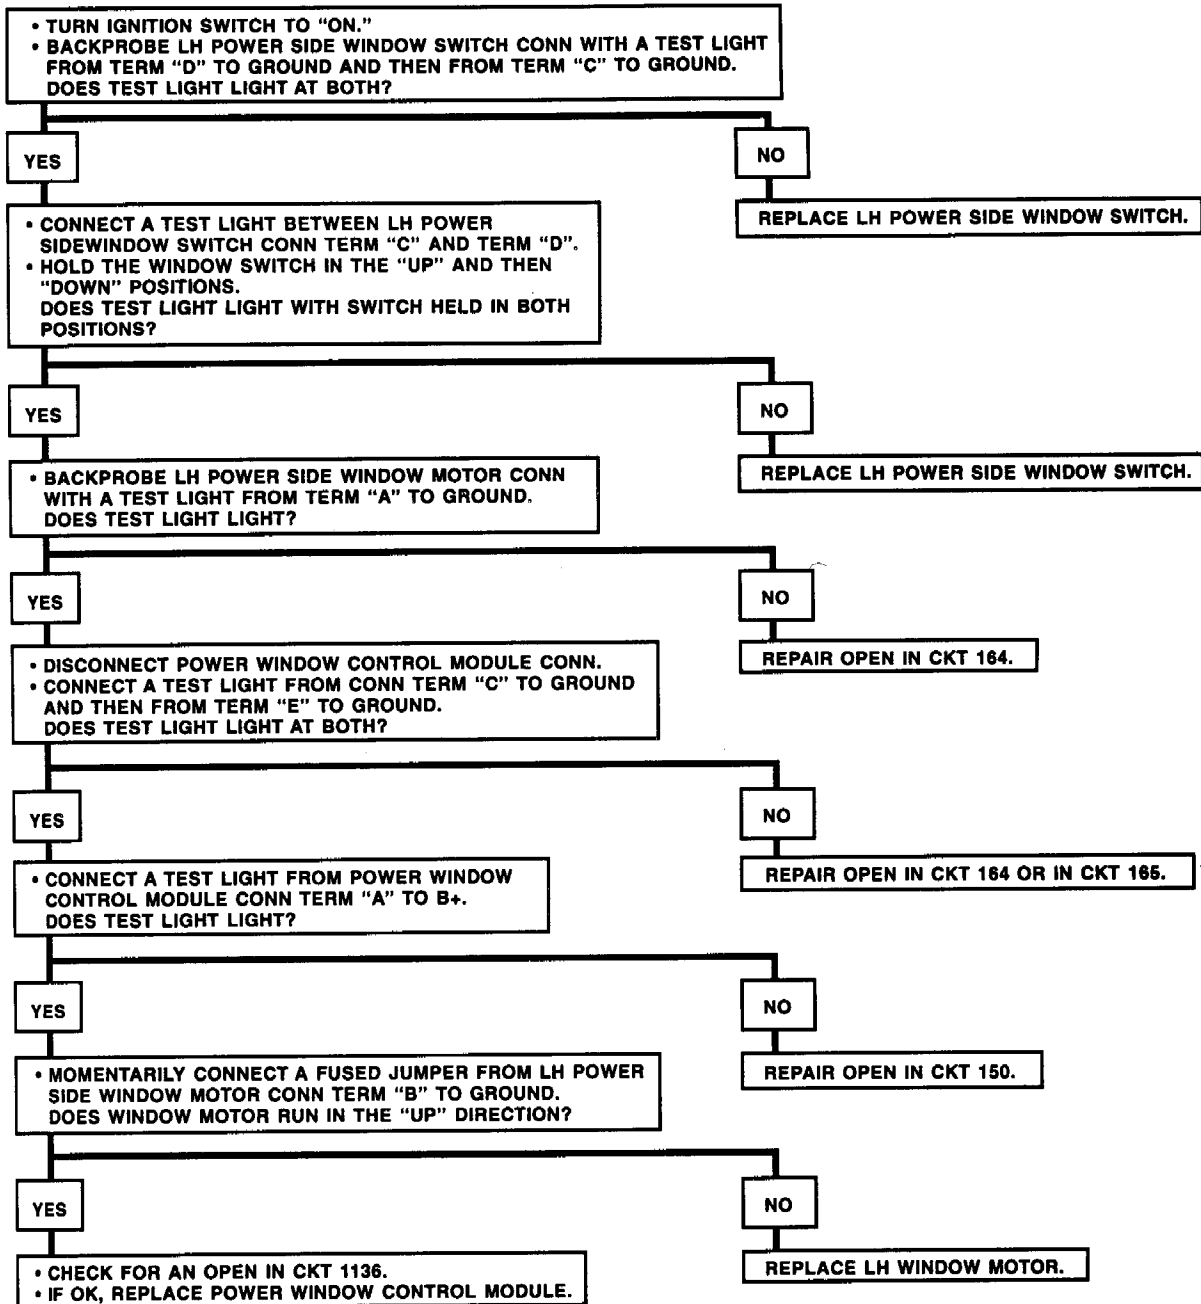 • TURN IGNITION SWITCH TO “ON.”
• BACKPROBE LH POWER SIDE WINDOW SWITCH CONN WITH A TEST LIGHT
FROM TERM “D” TO GROUND AND THEN FROM TERM “C” TO GROUND.
DOES TEST LIGHT LIGHT AT BOTH?
YES
NO
REPLACE LH POWER SIDE WINDOW SWITCH.
• CONNECT A TEST LIGHT BETWEEN LH POWER
SIDEWINDOW SWITCH CONN TERM “C” AND TERM “D”.
• HOLD THE WINDOW SWITCH IN THE “UP” AND THEN
“DOWN” POSITIONS.
DOES TEST LIGHT LIGHT WITH SWITCH HELD IN BOTH
POSITIONS?
YES
NO
REPLACE LH POWER SIDE WINDOW SWITCH.
• BACKPROBE LH POWER SIDE WINDOW MOTOR CONN
WITH A TEST LIGHT FROM TERM “A” TO GROUND.
DOES TEST LIGHT LIGHT?
YES
NO
REPAIR OPEN IN CKT 164.
• DISCONNECT POWER WINDOW CONTROL MODULE CONN.
• CONNECT A TEST LIGHT FROM CONN TERM “C” TO GROUND
AND THEN FROM TERM “E” TO GROUND.
DOES TEST LIGHT LIGHT AT BOTH?
YES
NO
REPAIR OPEN IN CKT 164 OR IN CKT 165.
• CONNECT A TEST LIGHT FROM POWER WINDOW
CONTROL MODULE CONN TERM “A” TO B+.
DOES TEST LIGHT LIGHT?
YES
NO
REPAIR OPEN IN CKT 150.
• MOMENTARILY CONNECT A FUSED JUMPER FROM LH POWER
SIDE WINDOW MOTOR CONN TERM “B” TO GROUND.
DOES WINDOW MOTOR RUN IN THE “UP” DIRECTION?
YES
NO
REPLACE LH WINDOW MOTOR.
• CHECK FOR AN OPEN IN CKT 1136.
• IF OK, REPLACE POWER WINDOW CONTROL MODULE.